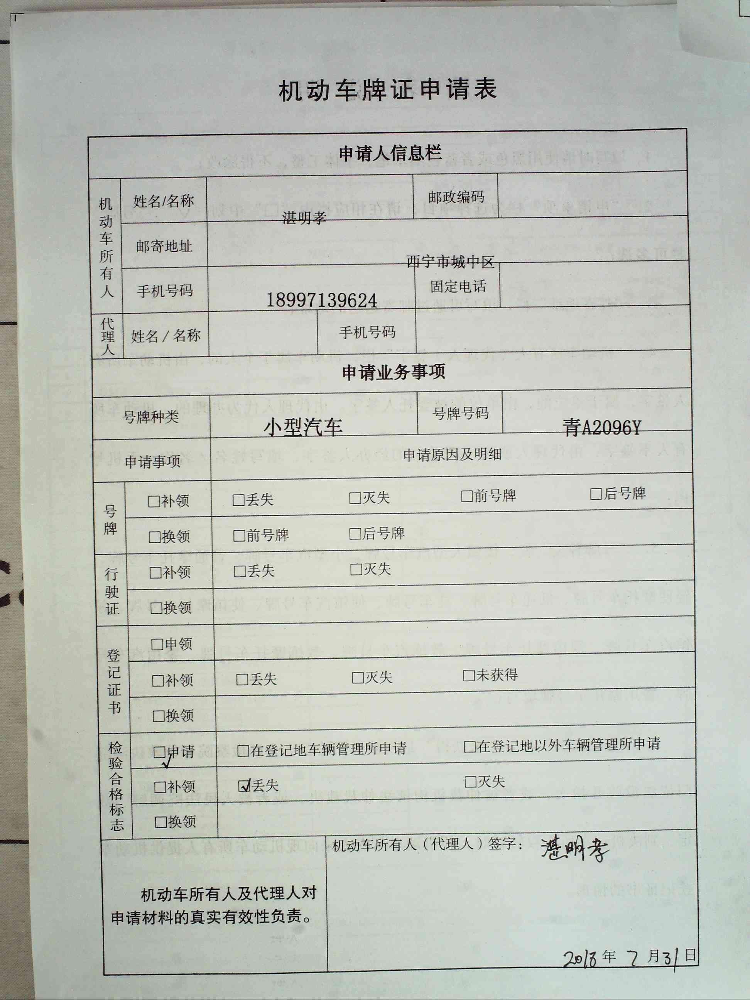 机动车牌证申请表
申请人信息栏
机动车所有人
姓名/名称 湛明孝 邮政编码
邮寄地址 西宁市城中区
手机号码 18997139624 固定电话
代理人 姓名/名称 手机号码
申请业务事项
号牌种类 小型汽车 号牌号码 青A2096Y
申请事项 申请原因及明细
号牌
□补领 □丢失 □灭失 □前号牌 □后号牌
□换领 □前号牌 □后号牌
行驶证
□补领 □丢失 □灭失
□换领
登记证书
□申领
□补领 □丢失 □灭失 □未获得
□换领
检验合格标志
□申请 √ □在登记地车辆管理所申请 □在登记地以外车辆管理所申请
□补领 ☑丢失 □灭失
□换领
机动车所有人及代理人对
申请材料的真实有效性负责。
机动车所有人(代理人)签字: 湛明孝
2018年 7 月31日